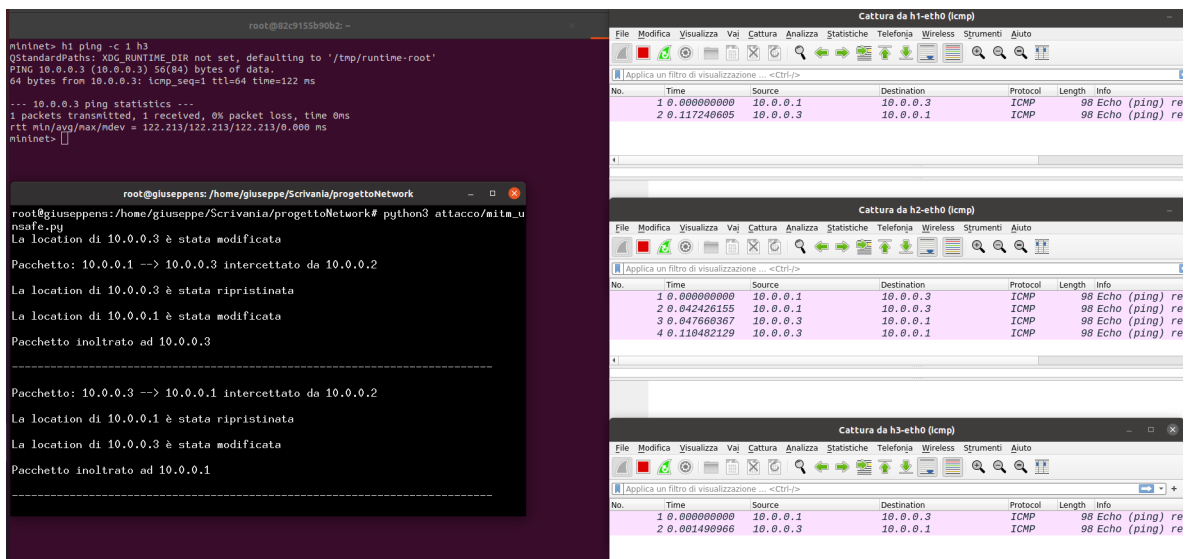 root@82c9155b90b2: ~
mininet> h1 ping -c 1 h3
QStandardPaths: XDG_RUNTIME_DIR not set, defaulting to '/tmp/runtime-root'
PING 10.0.0.3 (10.0.0.3) 56(84) bytes of data.
64 bytes from 10.0.0.3: icmp_seq=1 ttl=64 time=122 ms
--- 10.0.0.3 ping statistics ---
1 packets transmitted, 1 received, 0% packet loss, time 0ms
rtt min/avg/max/mdev = 122.213/122.213/122.213/0.000 ms
mininet>
root@giuseppens: /home/giuseppe/Scrivania/progettoNetwork
root@giuseppens:/home/giuseppe/Scrivania/progettoNetwork# python3 attacco/mitm_u
nsafe.py
La location di 10.0.0.3 è stata modificata
Pacchetto: 10.0.0.1 --> 10.0.0.3 intercettato da 10.0.0.2
La location di 10.0.0.3 è stata ripristinata
La location di 10.0.0.1 è stata modificata
Pacchetto inoltrato ad 10.0.0.3
--------------------------------------------------------------------------
Pacchetto: 10.0.0.3 --> 10.0.0.1 intercettato da 10.0.0.2
La location di 10.0.0.1 è stata ripristinata
La location di 10.0.0.3 è stata modificata
Pacchetto inoltrato ad 10.0.0.1
--------------------------------------------------------------------------
Cattura da h1-eth0 (icmp)
File Modifica Visualizza Vai Cattura Analizza Statistiche Telefonia Wireless Strumenti Aiuto
Applica un filtro di visualizzazione ... <Ctrl-/>
No. Time Source Destination Protocol Length Info
1 0.000000000 10.0.0.1 10.0.0.3 ICMP 98 Echo (ping) re
2 0.117240605 10.0.0.3 10.0.0.1 ICMP 98 Echo (ping) re
Cattura da h2-eth0 (icmp)
File Modifica Visualizza Vai Cattura Analizza Statistiche Telefonia Wireless Strumenti Aiuto
Applica un filtro di visualizzazione ... <Ctrl-/>
No. Time Source Destination Protocol Length Info
1 0.000000000 10.0.0.1 10.0.0.3 ICMP 98 Echo (ping) re
2 0.042426155 10.0.0.1 10.0.0.3 ICMP 98 Echo (ping) re
3 0.047660367 10.0.0.3 10.0.0.1 ICMP 98 Echo (ping) re
4 0.110482129 10.0.0.3 10.0.0.1 ICMP 98 Echo (ping) re
Cattura da h3-eth0 (icmp)
File Modifica Visualizza Vai Cattura Analizza Statistiche Telefonia Wireless Strumenti Aiuto
Applica un filtro di visualizzazione ... <Ctrl-/>
No. Time Source Destination Protocol Length Info
1 0.000000000 10.0.0.1 10.0.0.3 ICMP 98 Echo (ping) re
2 0.001490966 10.0.0.3 10.0.0.1 ICMP 98 Echo (ping) re